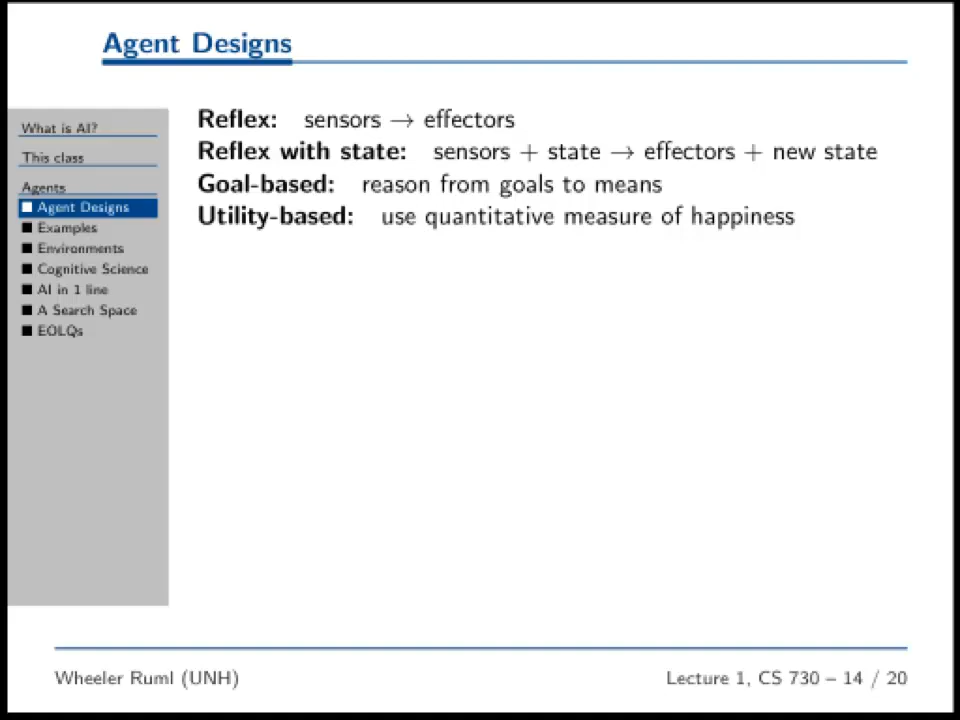 Agent Designs
What is AI?
This class
Agents
Agent Designs
Examples
Environments
Cognitive Science
AI in 1 line
A Search Space
EOLQs
Reflex: sensors → effectors
Reflex with state: sensors + state → effectors + new state
Goal-based: reason from goals to means
Utility-based: use quantitative measure of happiness
Wheeler Ruml (UNH)
Lecture 1, CS 730 – 14 / 20